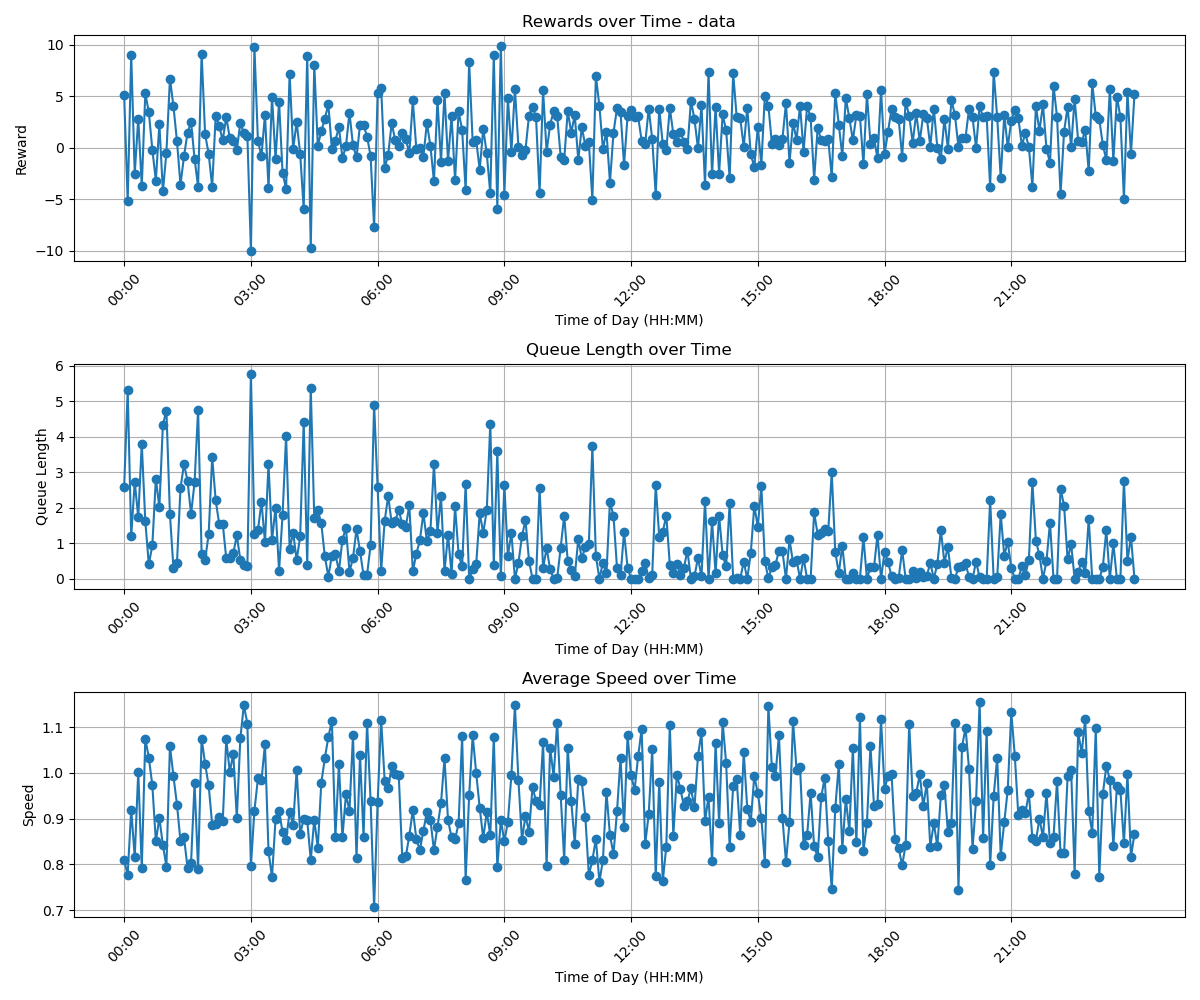 Rewards over Time - data
Reward
10
5
0
−5
−10
00:00 03:00 06:00 09:00 12:00 15:00 18:00 21:00
Time of Day (HH:MM)
Queue Length over Time
Queue Length
6
5
4
3
2
1
0
00:00 03:00 06:00 09:00 12:00 15:00 18:00 21:00
Time of Day (HH:MM)
Average Speed over Time
Speed
1.1
1.0
0.9
0.8
0.7
00:00 03:00 06:00 09:00 12:00 15:00 18:00 21:00
Time of Day (HH:MM)